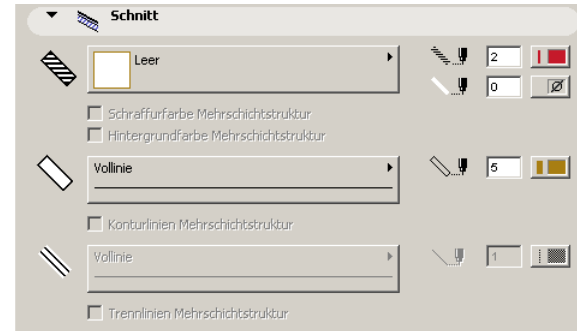 Schnitt
Leer
2
0
Schraffurfarbe Mehrschichtstruktur
Hintergrundfarbe Mehrschichtstruktur
Vollinie
5
Konturlinien Mehrschichtstruktur
Vollinie
1
Trennlinien Mehrschichtstruktur